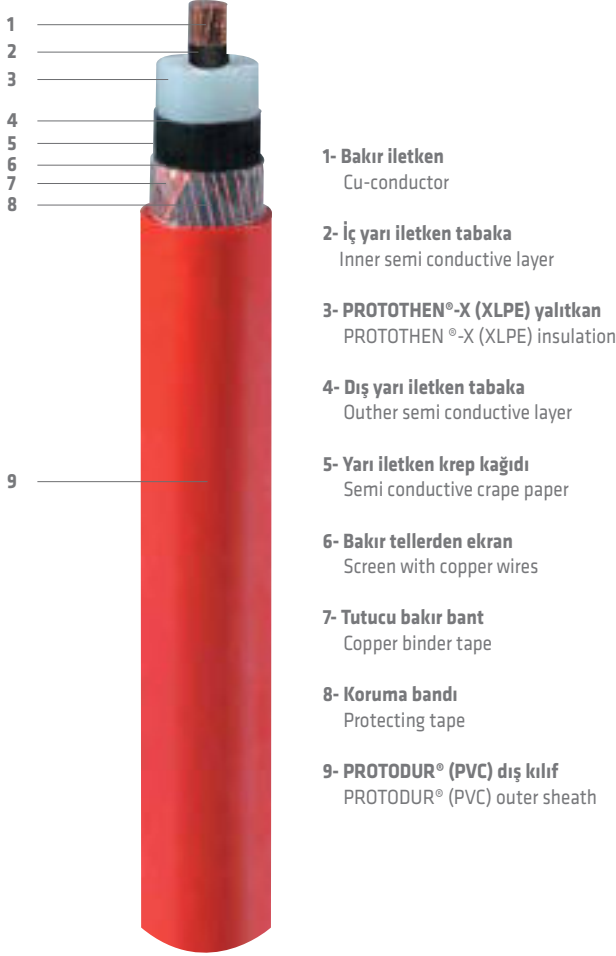 1
2
3
4
5
6
7
8
9
1- Bakır iletken
Cu-conductor
2- İç yarı iletken tabaka
Inner semi conductive layer
3- PROTOTHEN®-X (XLPE) yalıtkan
PROTOTHEN ®-X (XLPE) insulation
4- Dış yarı iletken tabaka
Outher semi conductive layer
5- Yarı iletken krep kağıdı
Semi conductive crape paper
6- Bakır tellerden ekran
Screen with copper wires
7- Tutucu bakır bant
Copper binder tape
8- Koruma bandı
Protecting tape
9- PROTODUR® (PVC) dış kılıf
PROTODUR® (PVC) outer sheath